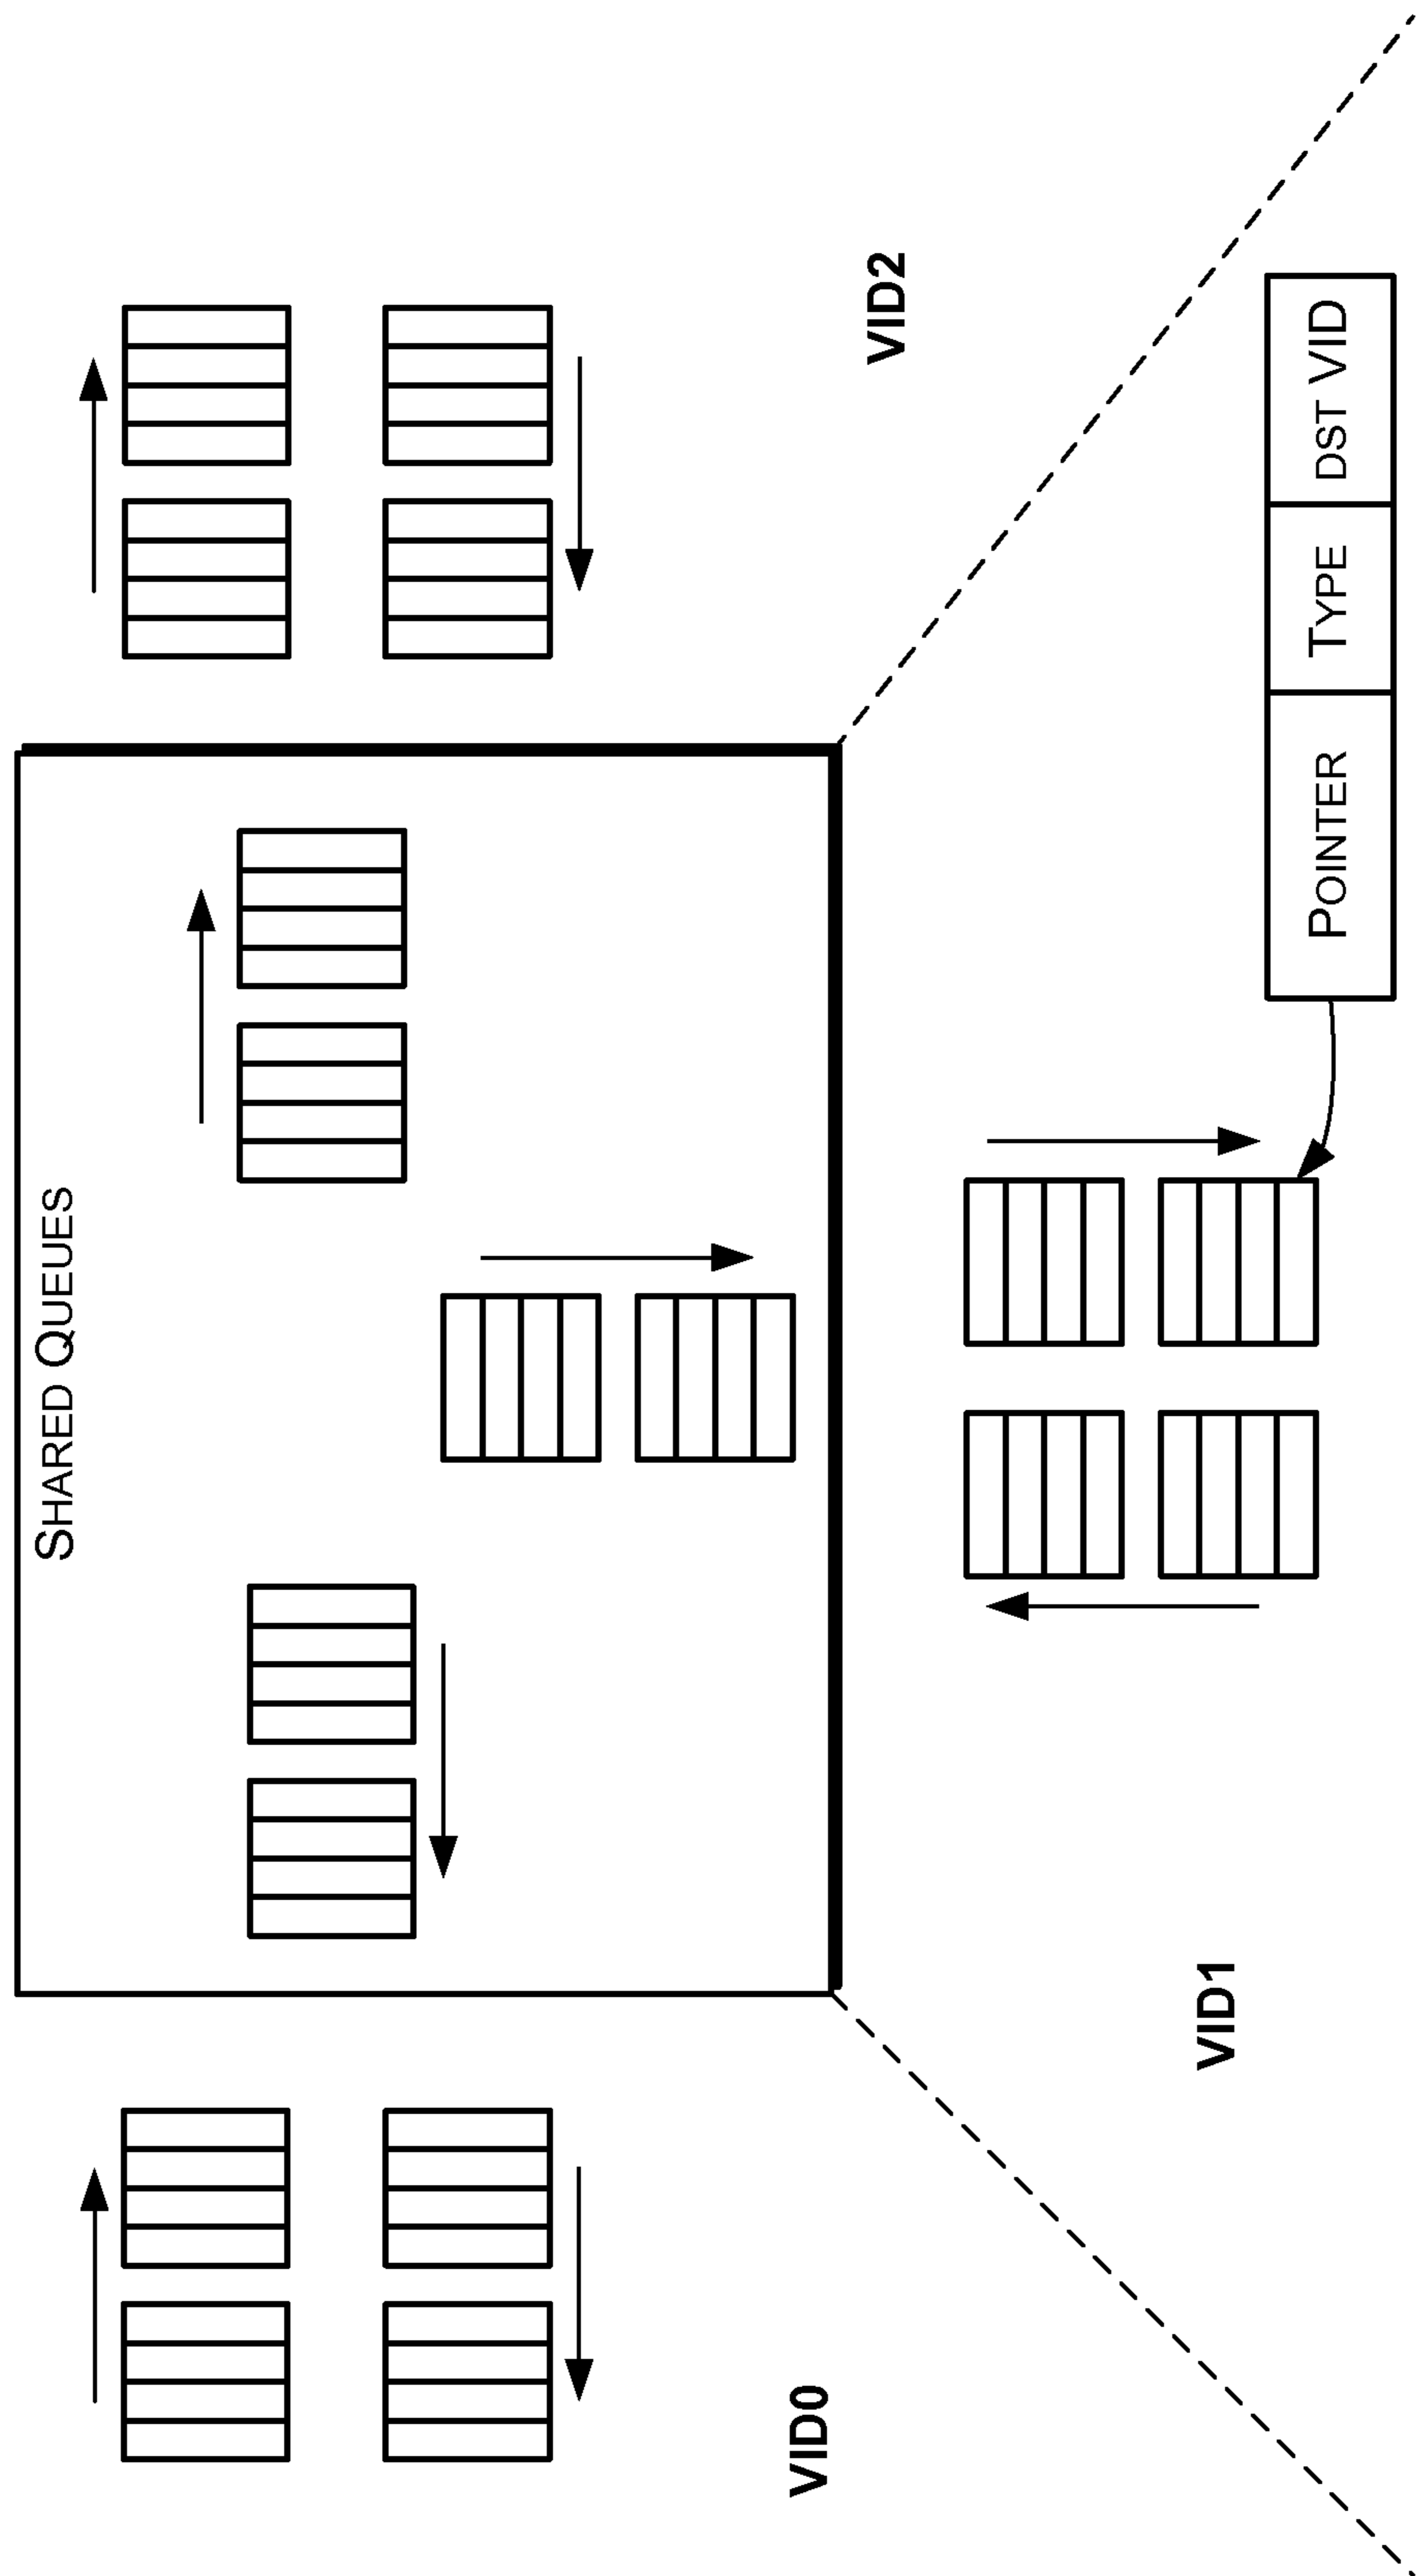 SHARED QUEUES
VID0
VID1
VID2
POINTER
TYPE
DST VID